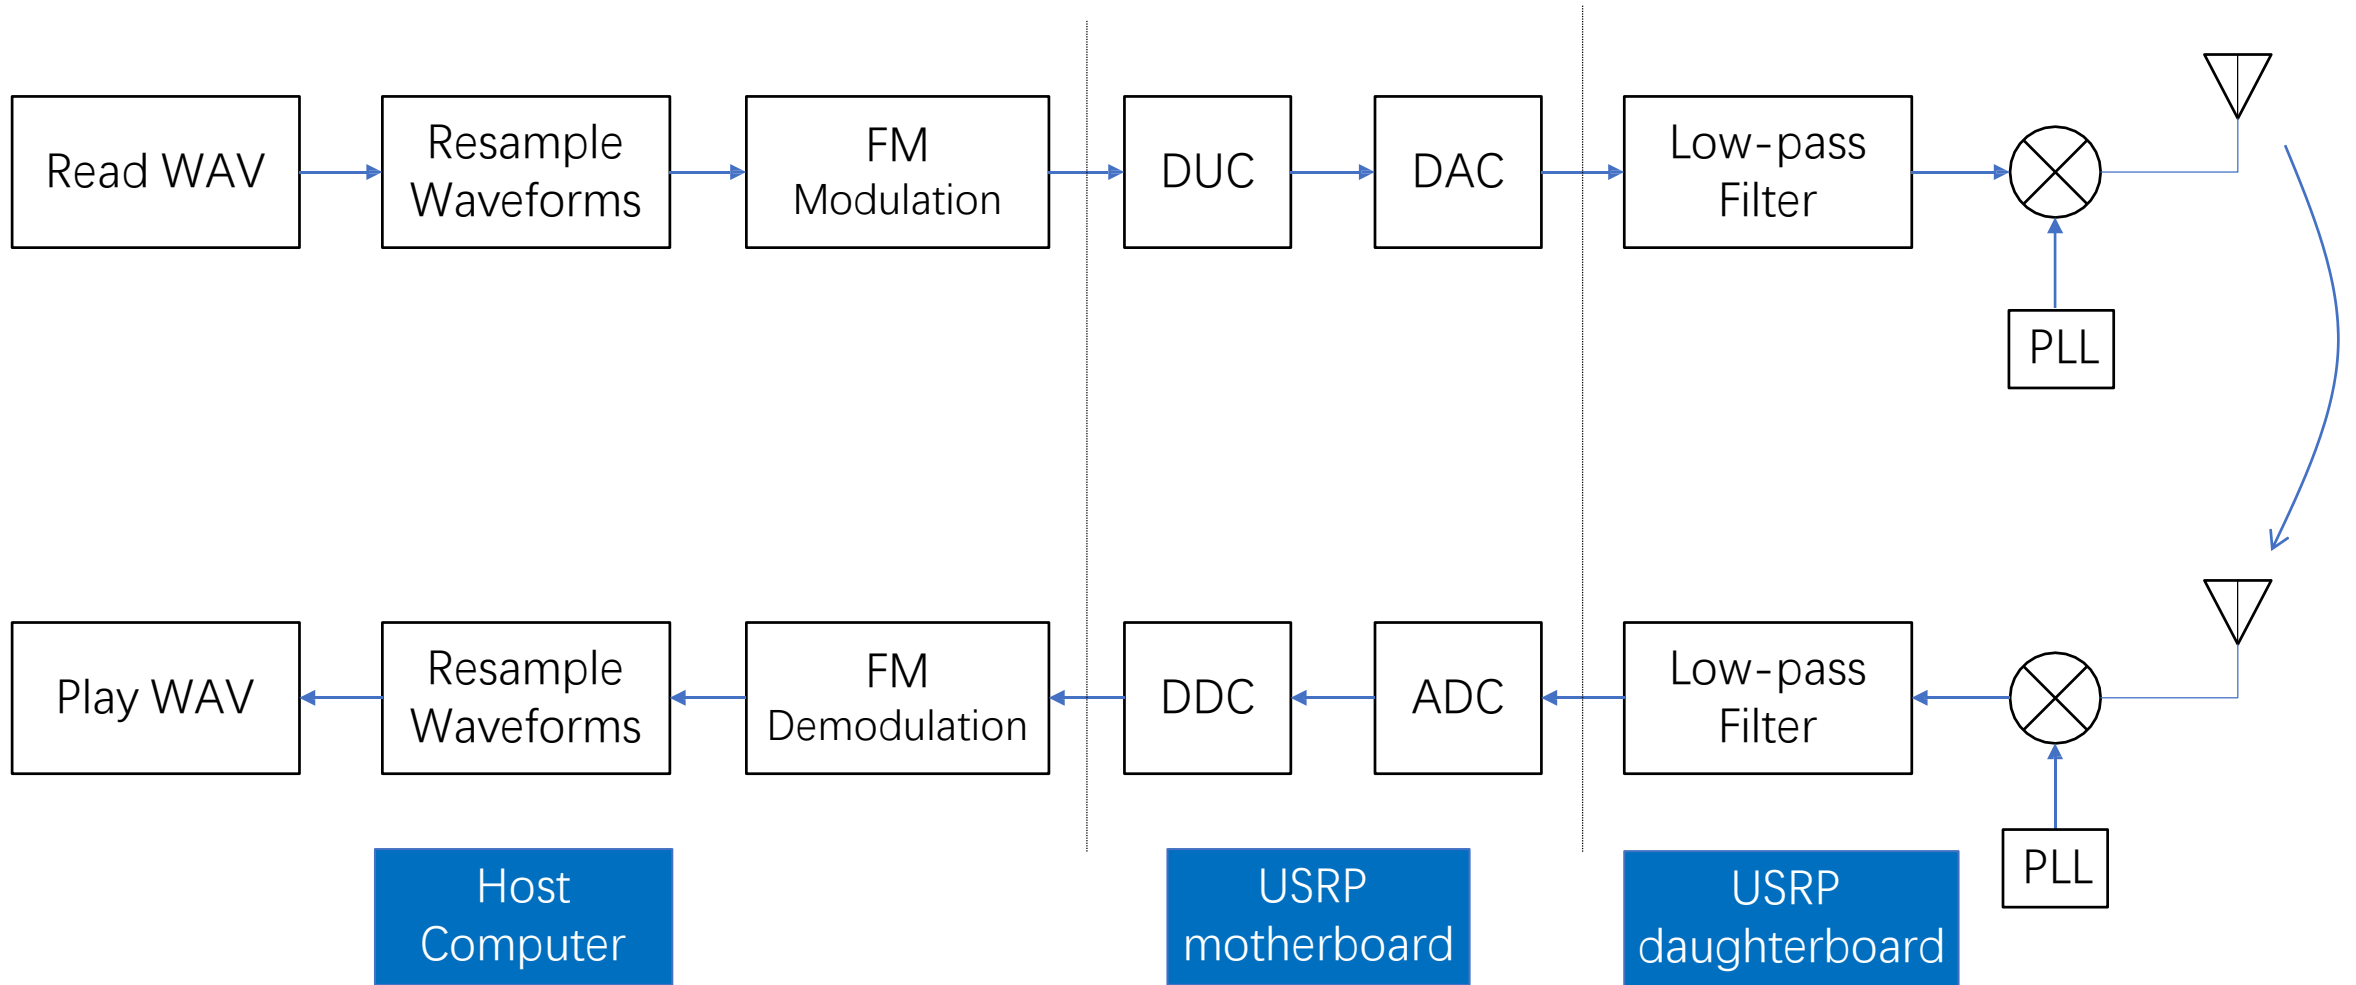 Read WAV
Resample
Waveforms
FM
Modulation
DUC
DAC
Low-pass
Filter
PLL
Play WAV
Resample
Waveforms
FM
Demodulation
DDC
ADC
Low-pass
Filter
PLL
Host
Computer
USRP
motherboard
USRP
daughterboard